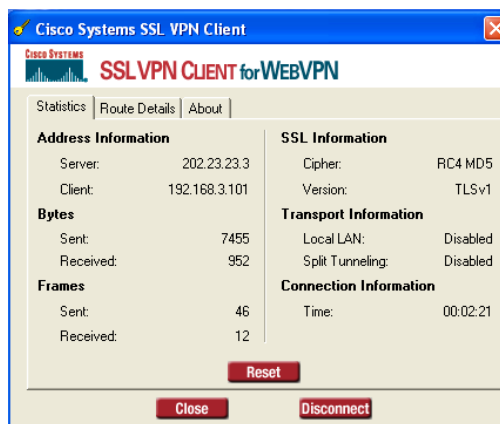 Cisco Systems SSL VPN Client
CISCO SYSTEMS
SSL VPN CLIENT for WEBVPN
Statistics
Route Details
About
Address Information
Server: 202.23.23.3
Client: 192.168.3.101
Bytes
Sent: 7455
Received: 952
Frames
Sent: 46
Received: 12
SSL Information
Cipher: RC4 MD5
Version: TLSv1
Transport Information
Local LAN: Disabled
Split Tunneling: Disabled
Connection Information
Time: 00:02:21
Reset
Close
Disconnect